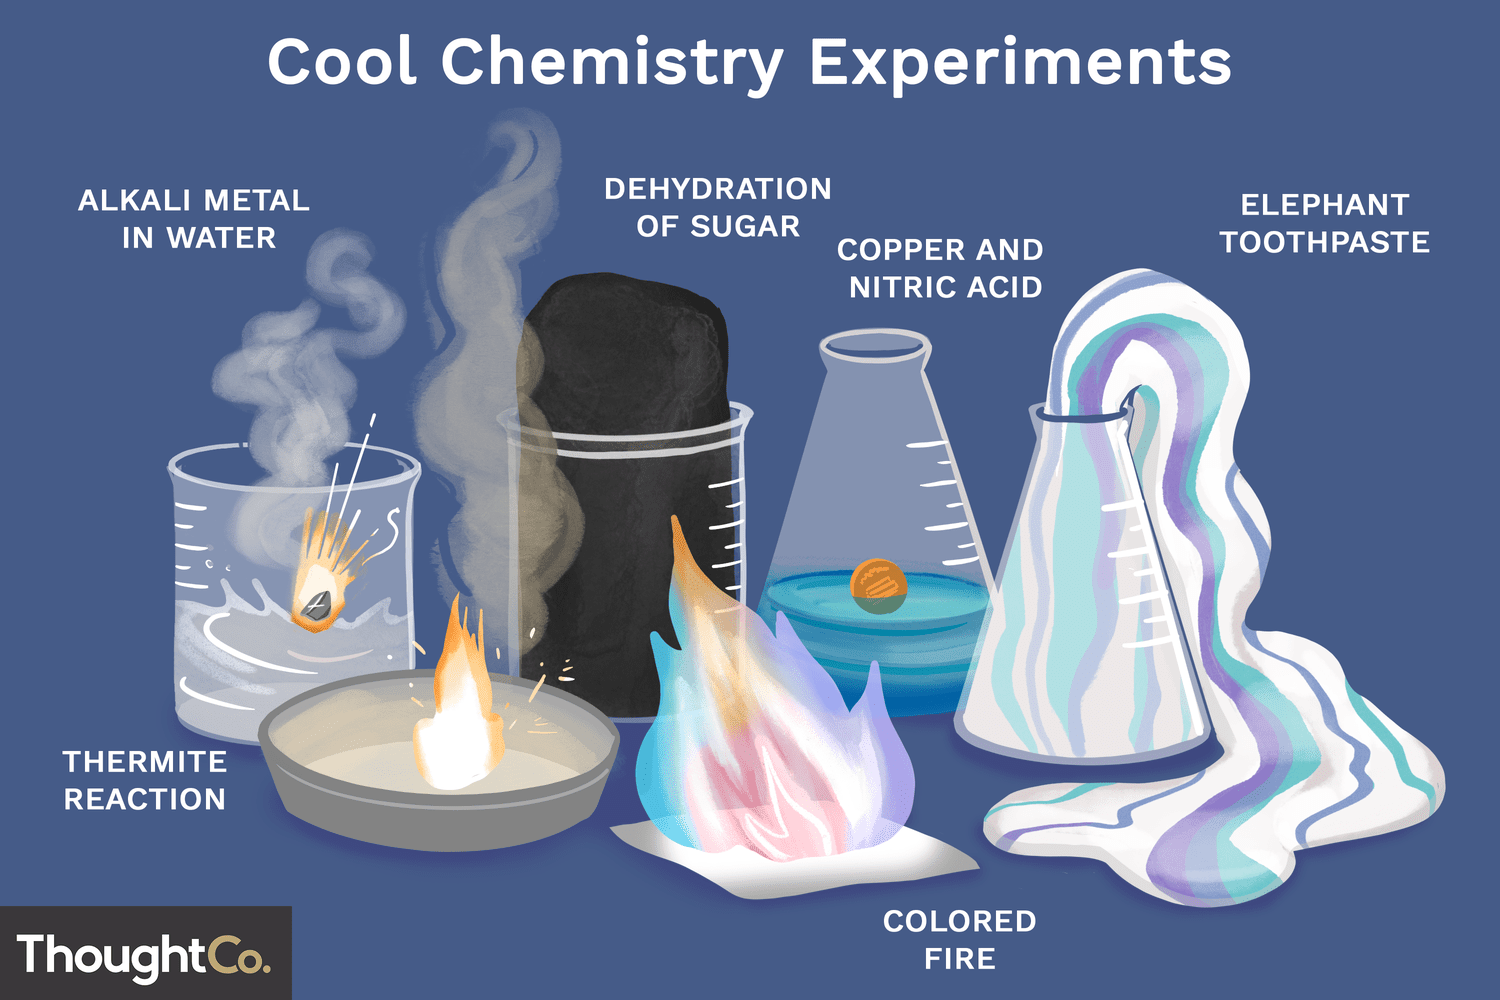 Cool Chemistry Experiments
ALKALI METAL
IN WATER
DEHYDRATION
OF SUGAR
COPPER AND
NITRIC ACID
ELEPHANT
TOOTHPASTE
THERMITE
REACTION
COLORED
FIRE
ThoughtCo.